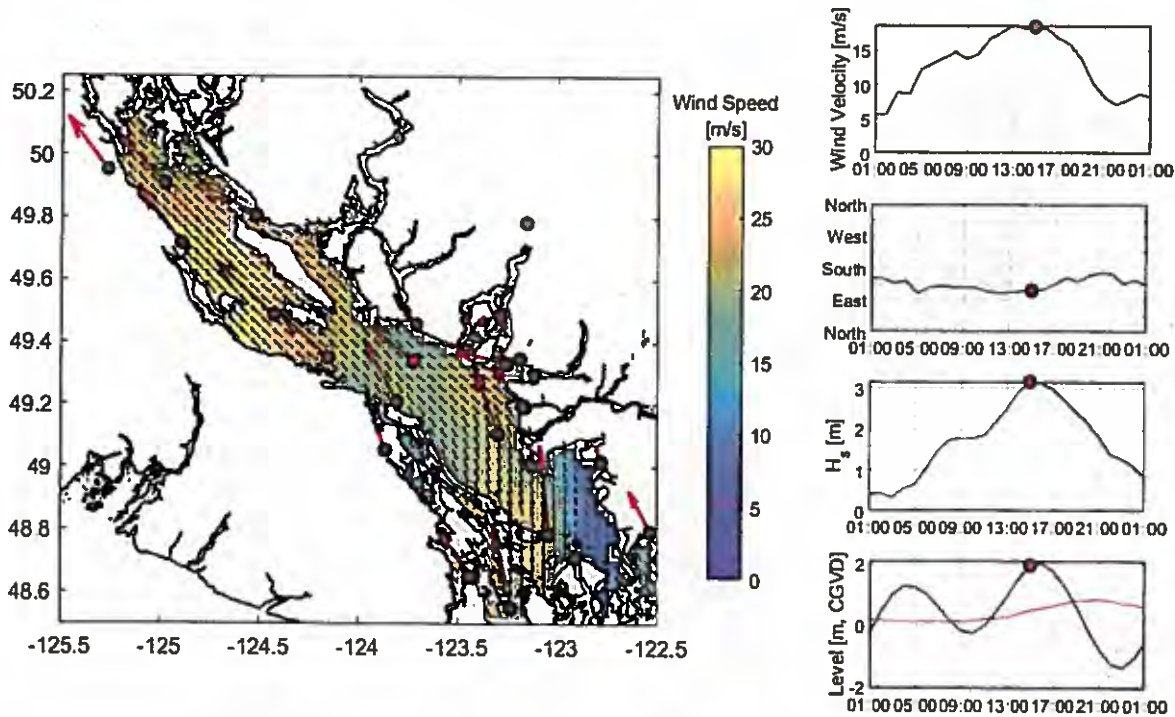 50.2
50
49.8
49.6
49.4
49.2
49
48.8
48.6
-125.5 -125 -124.5 -124 -123.5 -123 -122.5
Wind Speed
[m/s]
30
25
20
15
10
5
0
Wind Velocity [m/s]
15
10
5
0
01:00 05:00 09:00 13:00 17:00 21:00 01:00
North
West
South
East
North
01:00 05:00 09:00 13:00 17:00 21:00 01:00
Hs [m]
3
2
1
0
01:00 05:00 09:00 13:00 17:00 21:00 01:00
Level [m, CGVD)
2
0
-2
01:00 05:00 09:00 13:00 17:00 21:00 01:00